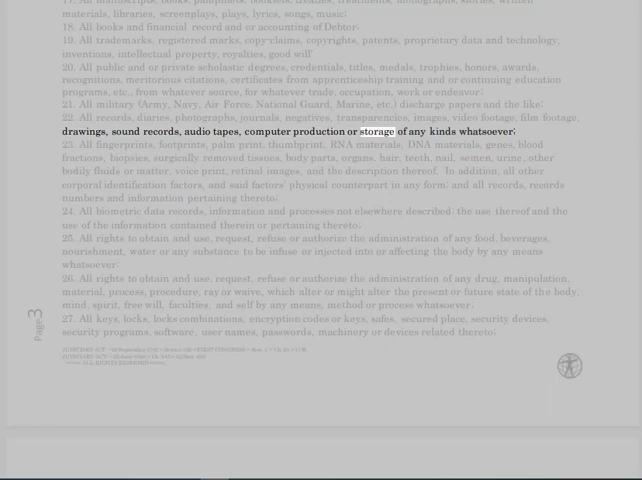 17. All manuscripts, books, pamphlets, booklets, treatises, treatments, monographs, stories, written
materials, libraries, screenplays, plays, lyrics, songs, music;
18. All books and financial record and or accounting of Debtor;
19. All trademarks, registered marks, copy-claims, copyrights, patents, proprietary data and technology,
inventions, intellectual property, royalties, good will'
20. All public and or private scholastic degrees, credentials, titles, medals, trophies, honors, awards,
recognitions, meritorious citations, certificates from apprenticeship training and or continuing education
programs, etc., from whatever source, for whatever trade, occupation, work or endeavor;
21. All military (Army, Navy, Air Force, National Guard, Marine, etc.) discharge papers and the like;
22. All records, diaries, photographs, journals, negatives, transparencies, images, video footage, film footage,
drawings, sound records, audio tapes, computer production or storage of any kinds whatsoever;
23. All fingerprints, footprints, palm print, thumbprint, RNA materials, DNA materials, genes, blood
fractions, biopsies, surgically removed tissues, body parts, organs, hair, teeth, nail, semen, urine, other
bodily fluids or matter, voice print, retinal images, and the description thereof. In addition, all other
corporal identification factors, and said factors' physical counterpart in any form; and all records, records
numbers and information pertaining thereto;
24. All biometric data records, information and processes not elsewhere described; the use thereof and the
use of the information contained therein or pertaining thereto;
25. All rights to obtain and use, request, refuse or authorize the administration of any food, beverages,
nourishment, water or any substance to be infuse or injected into or affecting the body by any means
whatsoever;
26. All rights to obtain and use, request, refuse or authorize the administration of any drug, manipulation,
material, process, procedure, ray or wave, which alter or might alter the present or future state of the body,
mind, spirit, free will, faculties, and self by any means, method or process whatsoever;
27. All keys, locks, locks combinations, encryption codes or keys, safes, secured place, security devices,
security programs, software, user names, passwords, machinery or devices related thereto;
Page3
ALL RIGHTS RESERVED